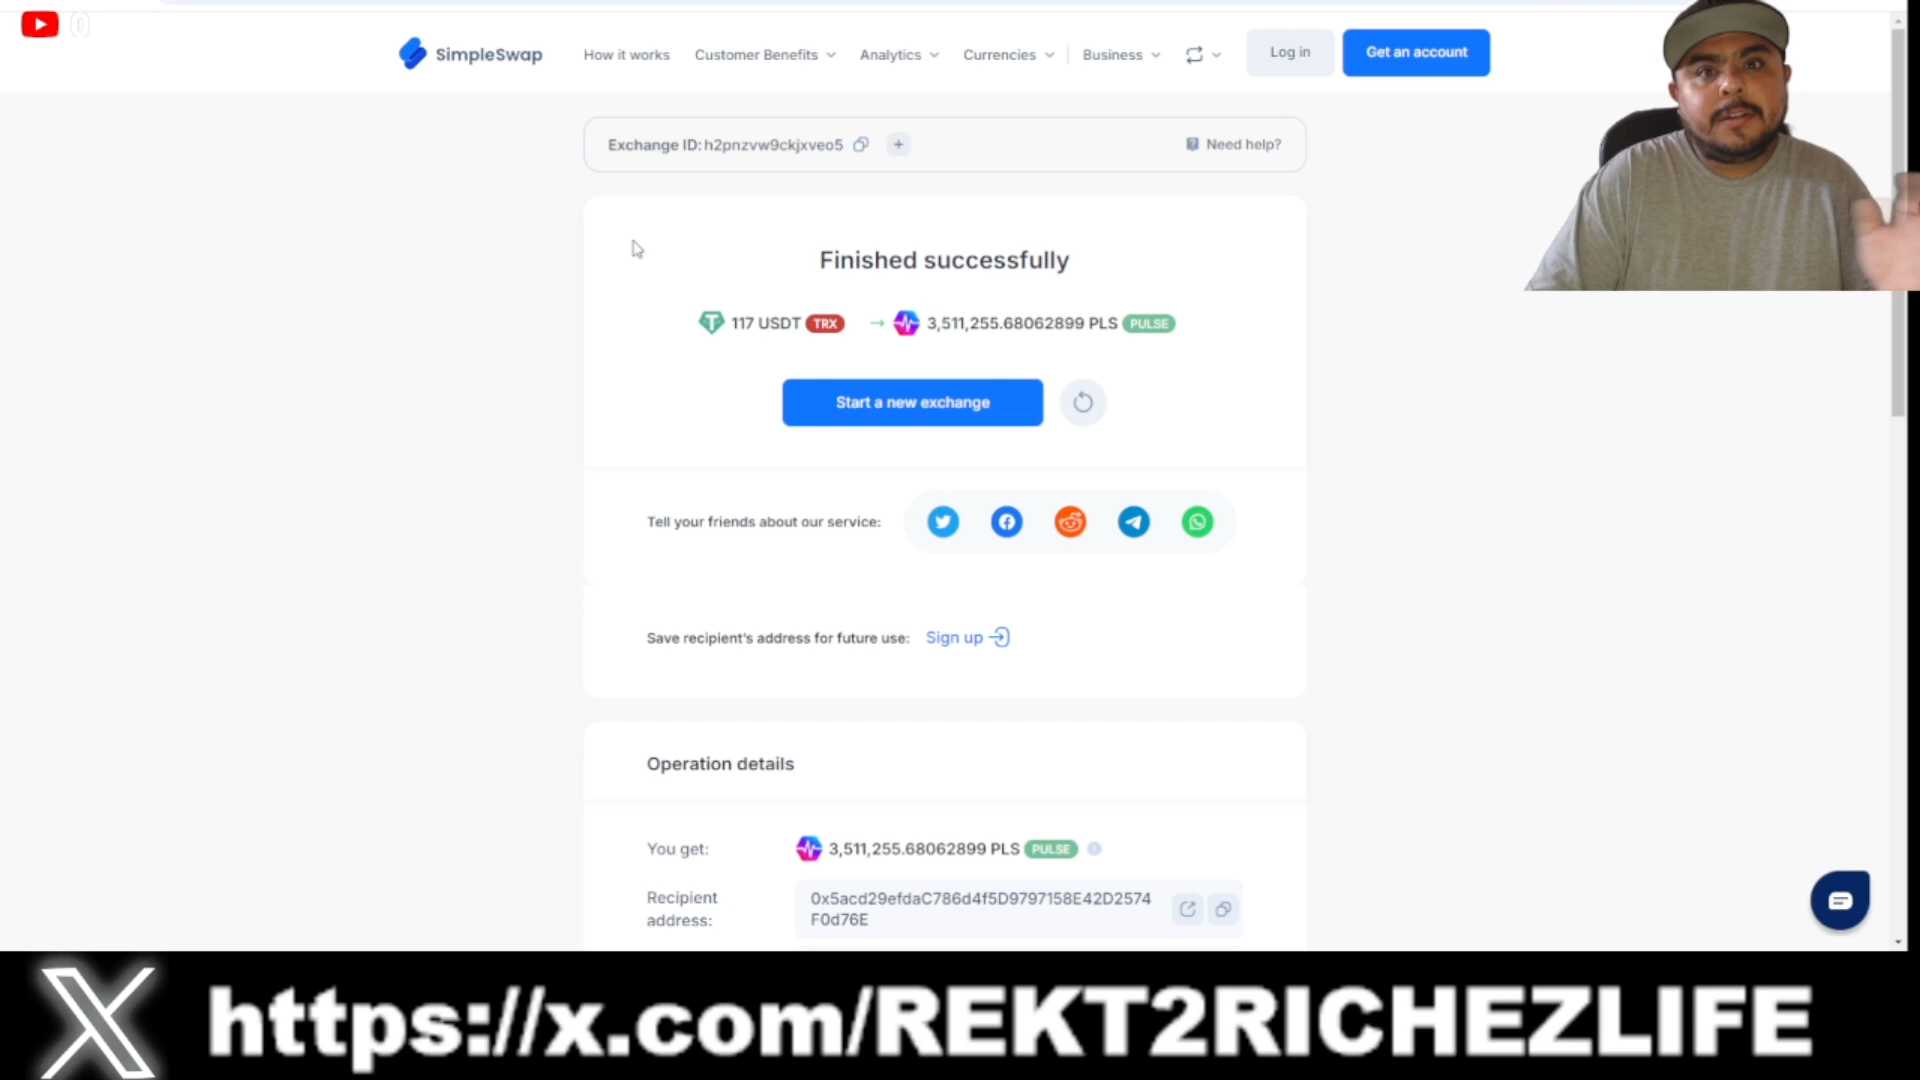 SimpleSwap How it works Customer Benefits Analytics Currencies Business Log in Get an account
Exchange ID: h2pnzvw9ckjxveo5 + Need help?
Finished successfully
117 USDT TRX → 3,511,255.68062899 PLS PULSE
Start a new exchange
Tell your friends about our service:
Save recipient's address for future use: Sign up
Operation details
You get: 3,511,255.68062899 PLS PULSE
Recipient address: 0x5acd29efdaC786d4f5D9797158E42D2574
F0d76E
X https://x.com/REKT2RICHEZLIFE